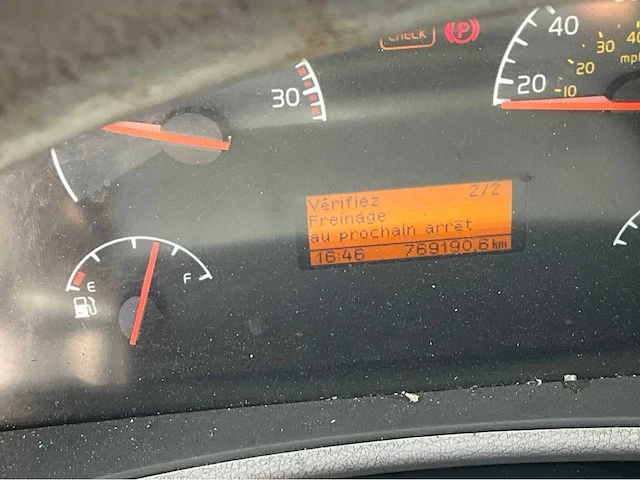 CHECK
P
40
30
40
mph
20
20
10
30
Vérifiez 2/2
Freinage
au prochain arrêt
16:46 769190,6 km
E
F